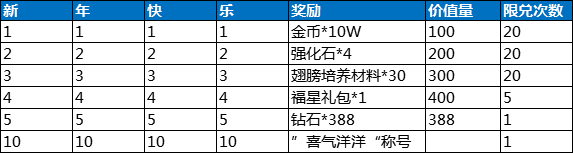 新 年 快 乐 奖励 价值量 限兑次数
1 1 1 1 金币*10W 100 20
2 2 2 2 强化石*4 200 20
3 3 3 3 翅膀培养材料*30 300 20
4 4 4 4 福星礼包*1 400 5
5 5 5 5 钻石*388 388 1
10 10 10 10 ”喜气洋洋“称号 1